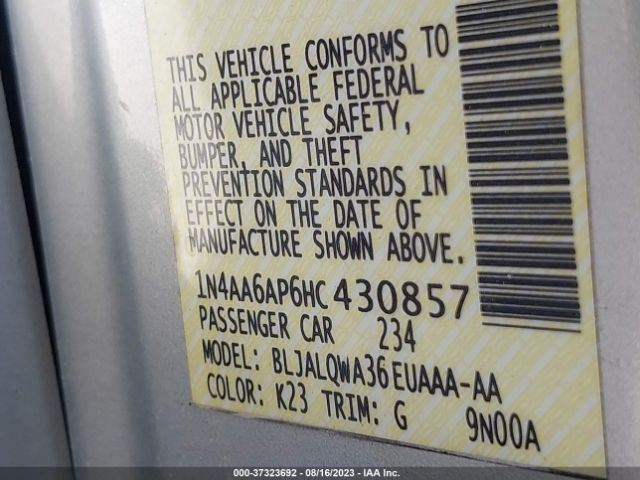 THIS VEHICLE CONFORMS TO
ALL APPLICABLE FEDERAL
MOTOR VEHICLE SAFETY,
BUMPER, AND THEFT
PREVENTION STANDARDS IN
EFFECT ON THE DATE OF
MANUFACTURE SHOWN ABOVE.
1N4AA6AP6HC430857
PASSENGER CAR 234
MODEL: BLJALQWA36EUAAA-AA
COLOR: K23 TRIM: G 9N00A
000-37323692 - 08/16/2023 - IAA Inc.